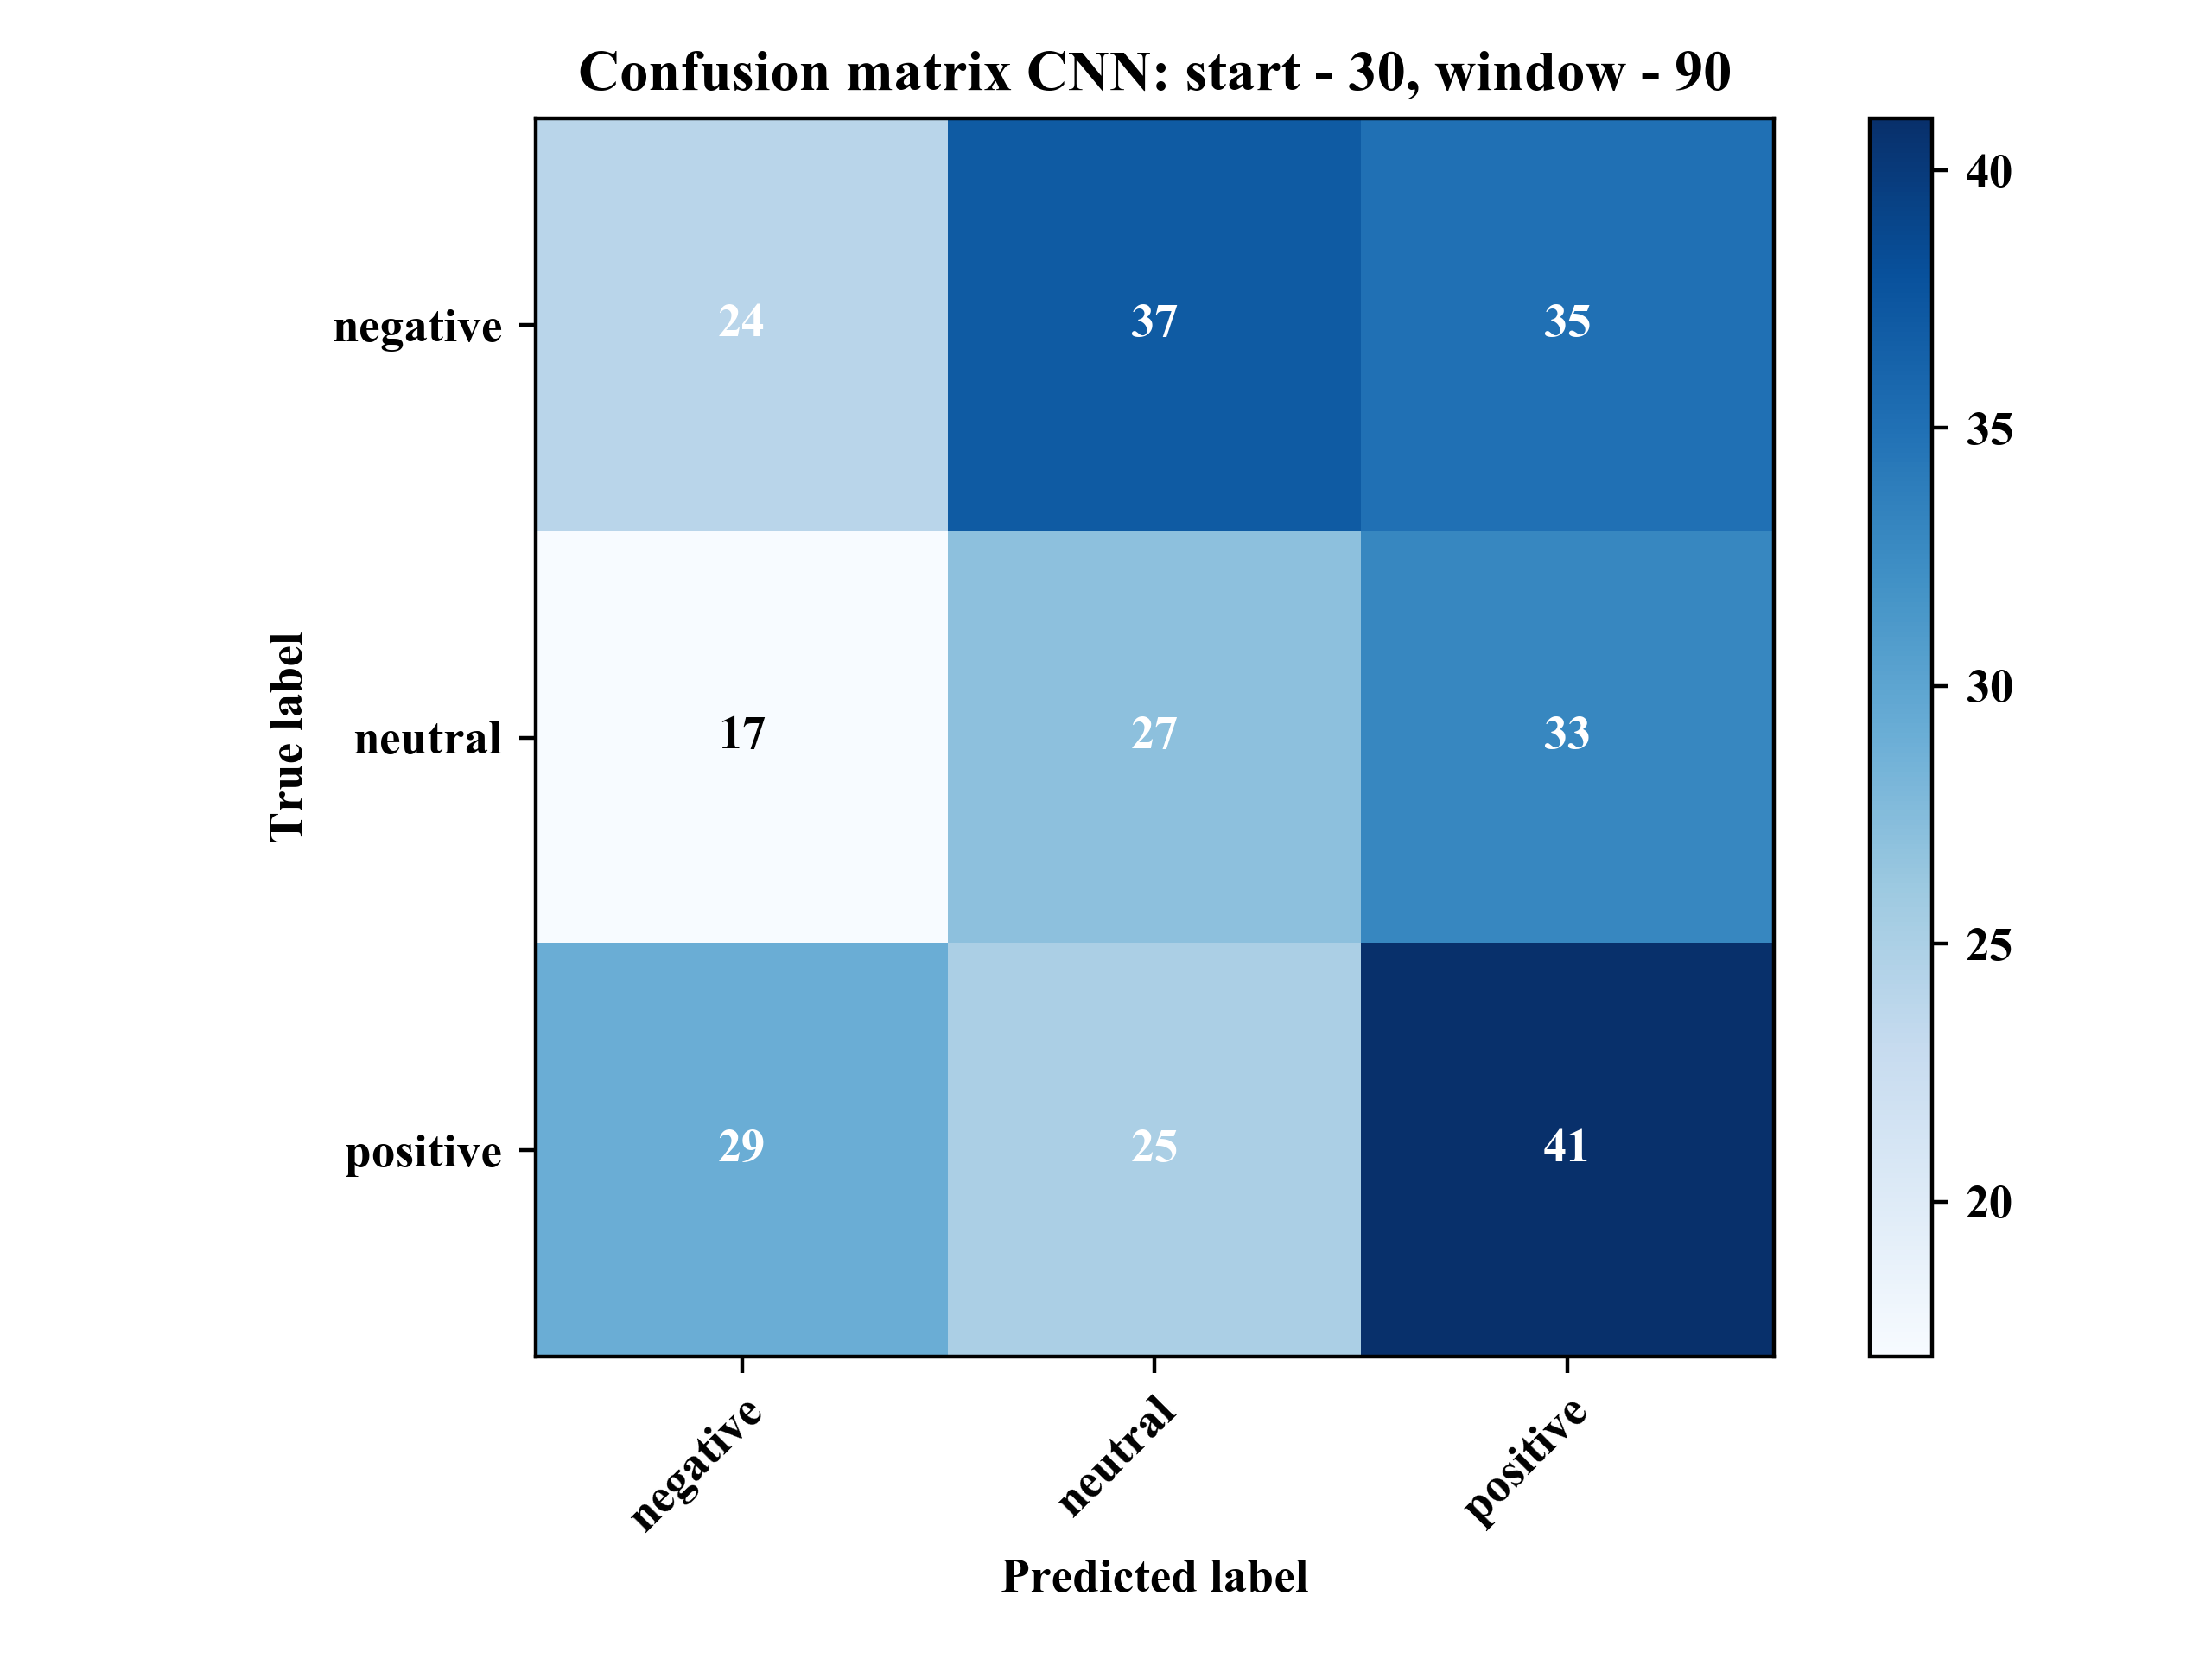 Confusion matrix CNN: start - 30, window - 90
True label
negative
neutral
positive
24 37 35
17 27 33
29 25 41
negative neutral positive
Predicted label
40
35
30
25
20